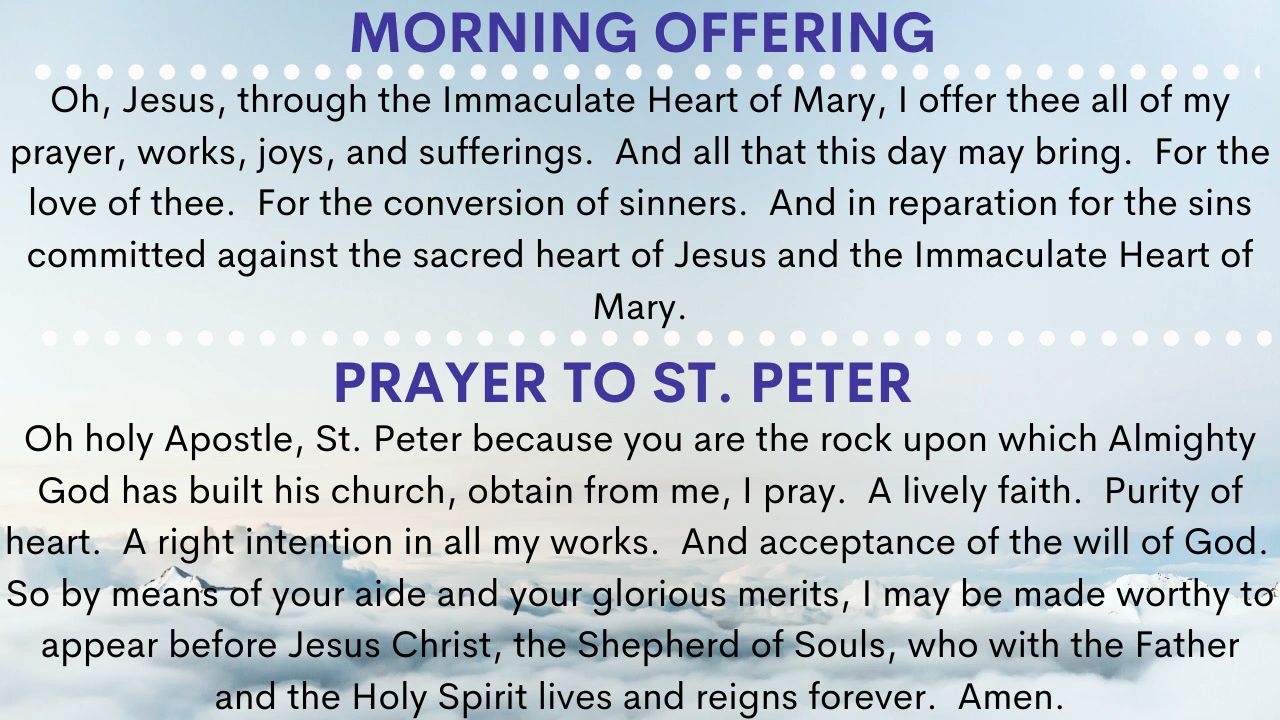 MORNING OFFERING
Oh, Jesus, through the Immaculate Heart of Mary, I offer thee all of my
prayer, works, joys, and sufferings.  And all that this day may bring.  For the
love of thee.  For the conversion of sinners.  And in reparation for the sins
committed against the sacred heart of Jesus and the Immaculate Heart of
Mary.
PRAYER TO ST. PETER
Oh holy Apostle, St. Peter because you are the rock upon which Almighty
God has built his church, obtain from me, I pray.  A lively faith.  Purity of
heart.  A right intention in all my works.  And acceptance of the will of God.
So by means of your aide and your glorious merits, I may be made worthy to
appear before Jesus Christ, the Shepherd of Souls, who with the Father
and the Holy Spirit lives and reigns forever.  Amen.